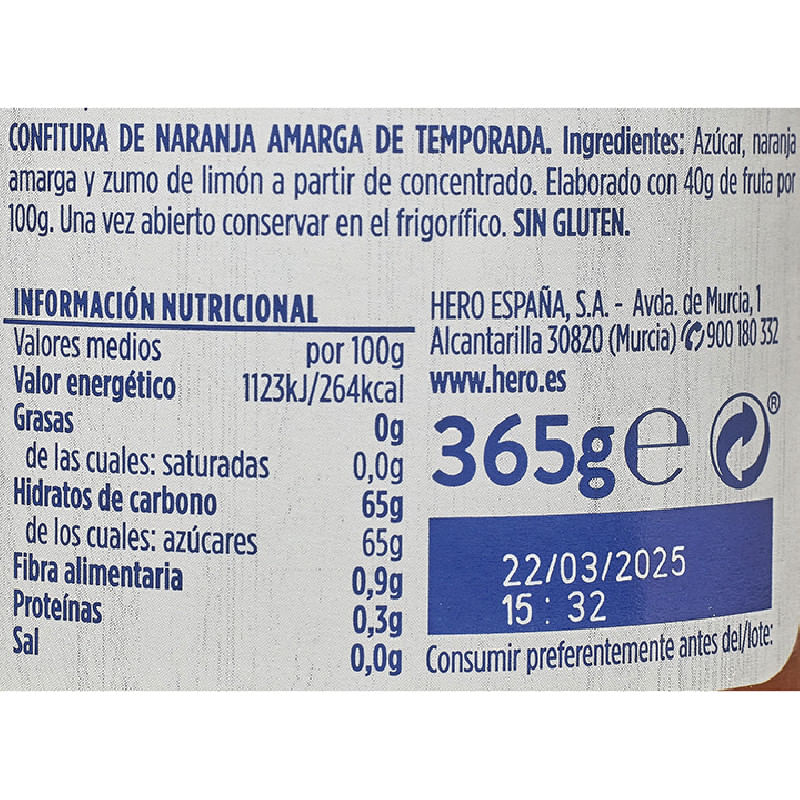 CONFITURA DE NARANJA AMARGA DE TEMPORADA. Ingredientes: Azúcar, naranja
amarga y zumo de limón a partir de concentrado. Elaborado con 40g de fruta por
100g. Una vez abierto conservar en el frigorífico. SIN GLUTEN.
INFORMACIÓN NUTRICIONAL
Valores medios por 100g
Valor energético 1123kJ/264kcal
Grasas 0g
de las cuales: saturadas 0,0g
Hidratos de carbono 65g
de los cuales: azúcares 65g
Fibra alimentaria 0,9g
Proteínas 0,3g
Sal 0,0g
HERO ESPAÑA, S.A. - Avda. de Murcia, 1
Alcantarilla 30820 (Murcia) ✆900 180 332
www.hero.es
365g℮ ®
22/03/2025
15: 32
Consumir preferentemente antes del/lote: